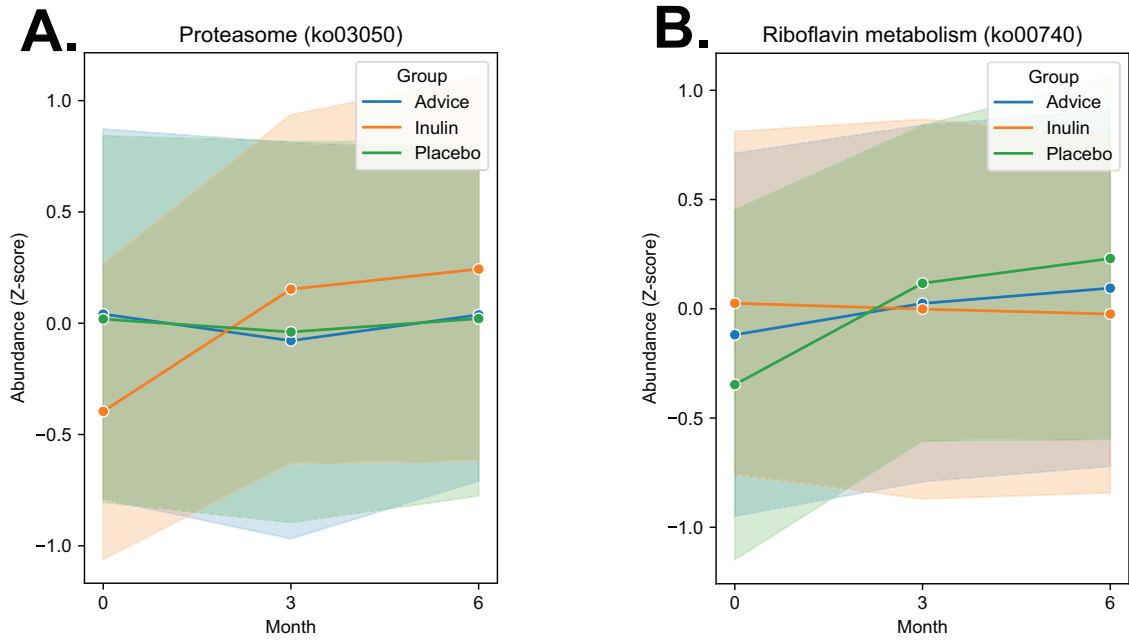 A.
Proteasome (ko03050)
Group
Advice
Inulin
Placebo
1.0
0.5
0.0
−0.5
−1.0
Abundance (Z-score)
0
3
6
Month
B.
Riboflavin metabolism (ko00740)
Group
Advice
Inulin
Placebo
1.0
0.5
0.0
−0.5
−1.0
Abundance (Z-score)
0
3
6
Month